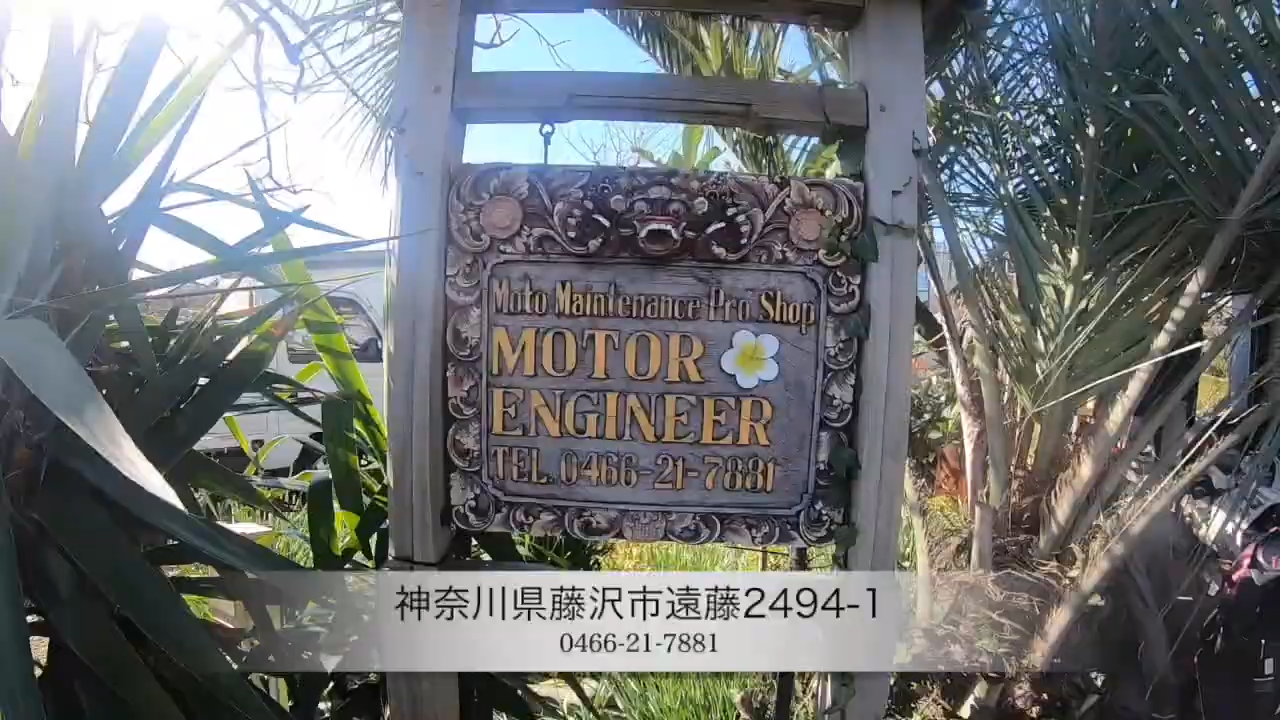 Moto Maintenance Pro Shop
MOTOR
ENGINEER
TEL. 0466-21-7881
神奈川県藤沢市遠藤2494-1
0466-21-7881